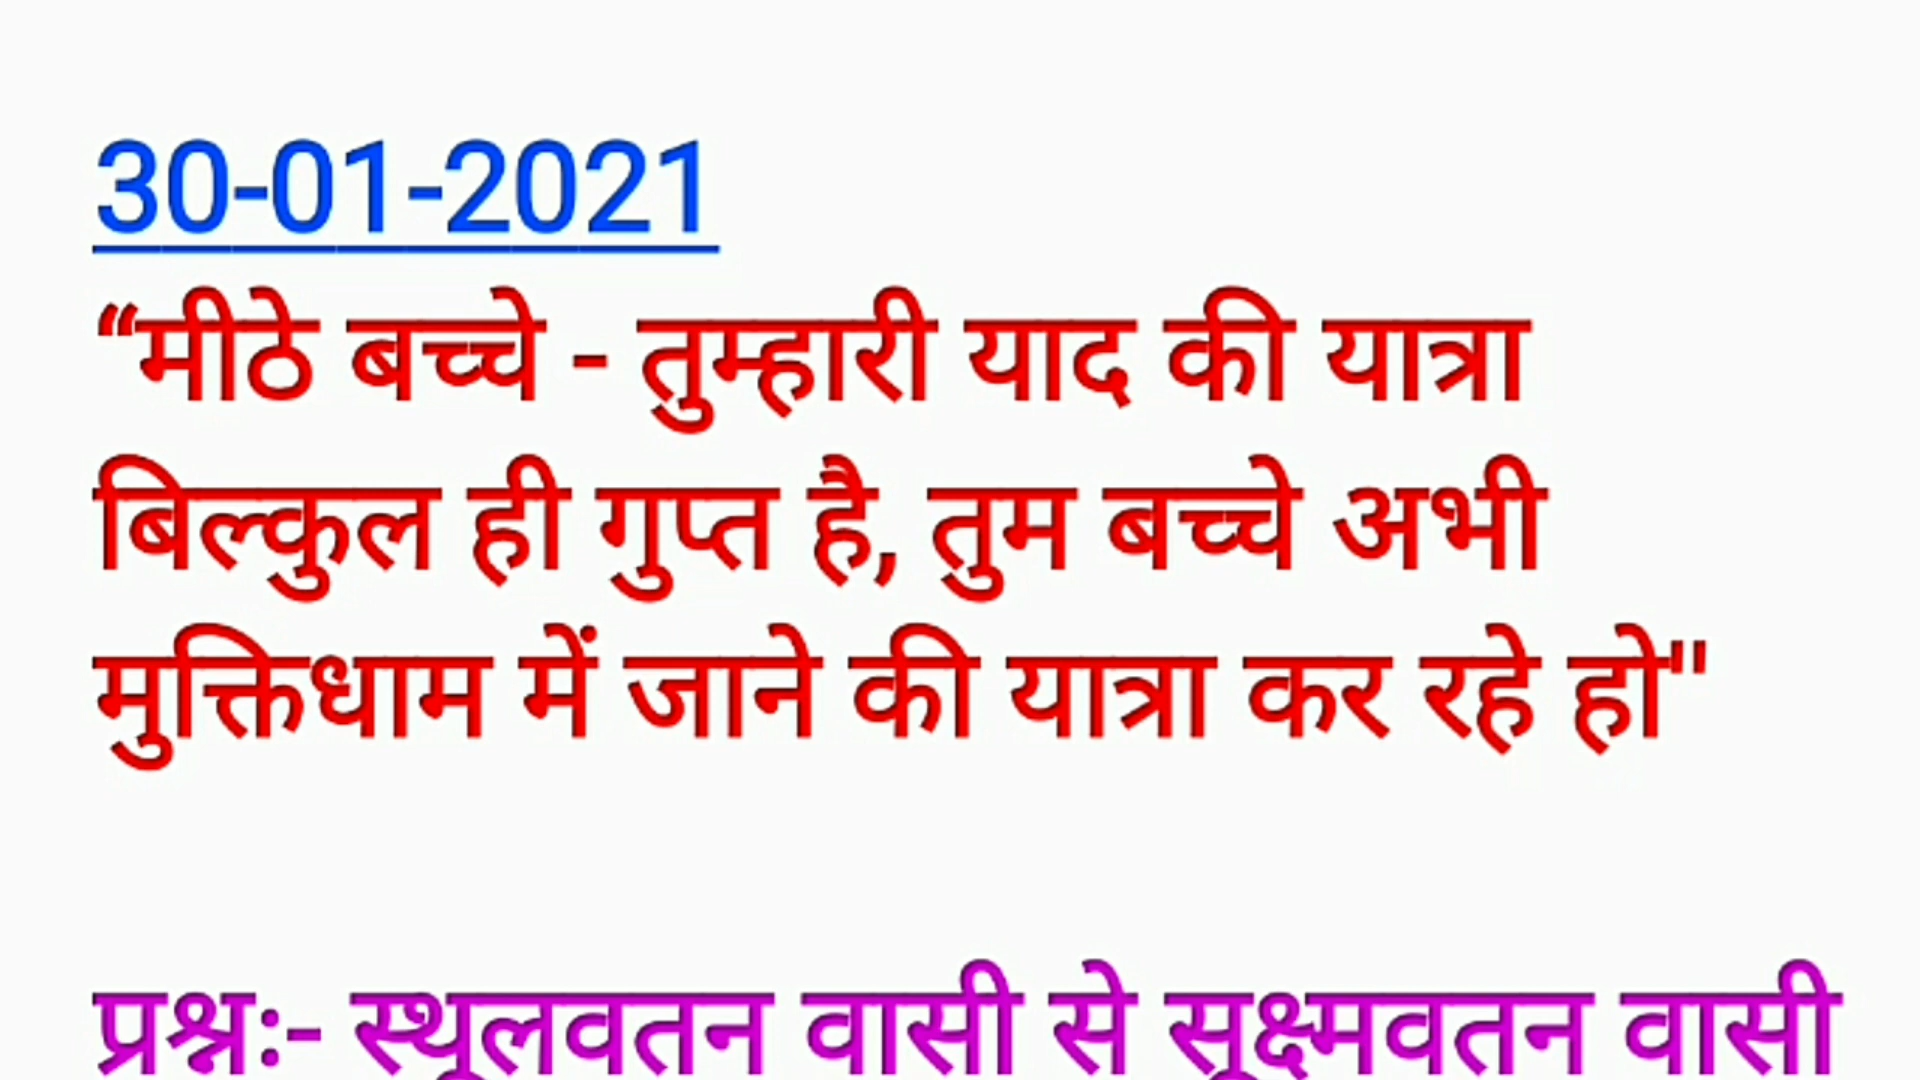 30-01-2021
“मीठे बच्चे - तुम्हारी याद की यात्रा
बिल्कुल ही गुप्त है, तुम बच्चे अभी
मुक्तिधाम में जाने की यात्रा कर रहे हो"
प्रश्नः- स्थूलवतन वासी से सूक्ष्मवतन वासी